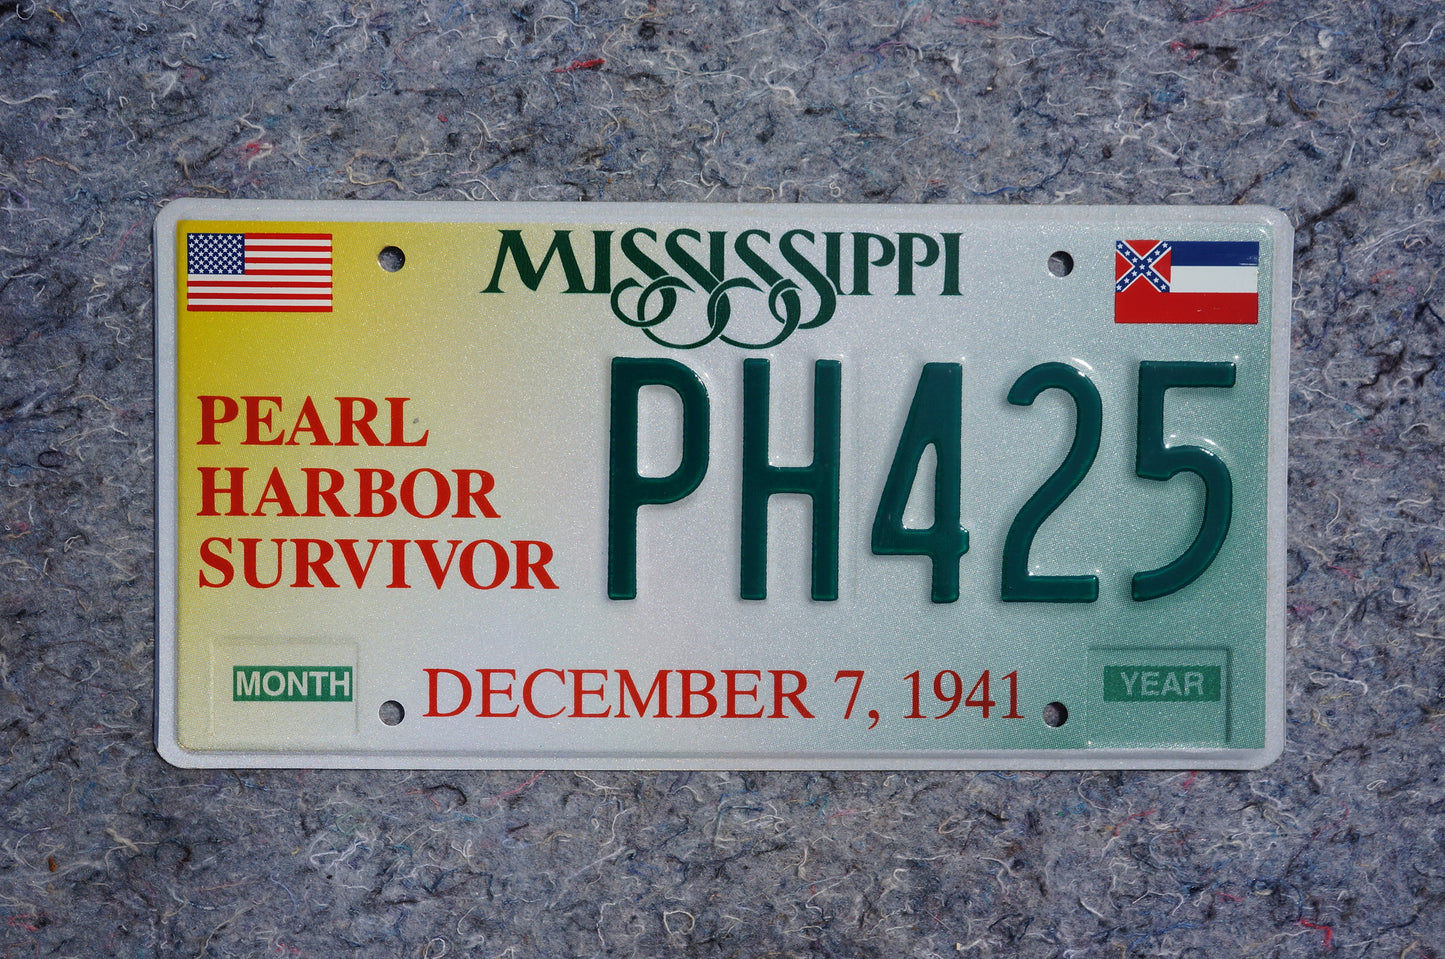 MISSISSIPPI
PEARL
HARBOR
SURVIVOR
PH425
MONTH
DECEMBER 7, 1941
YEAR